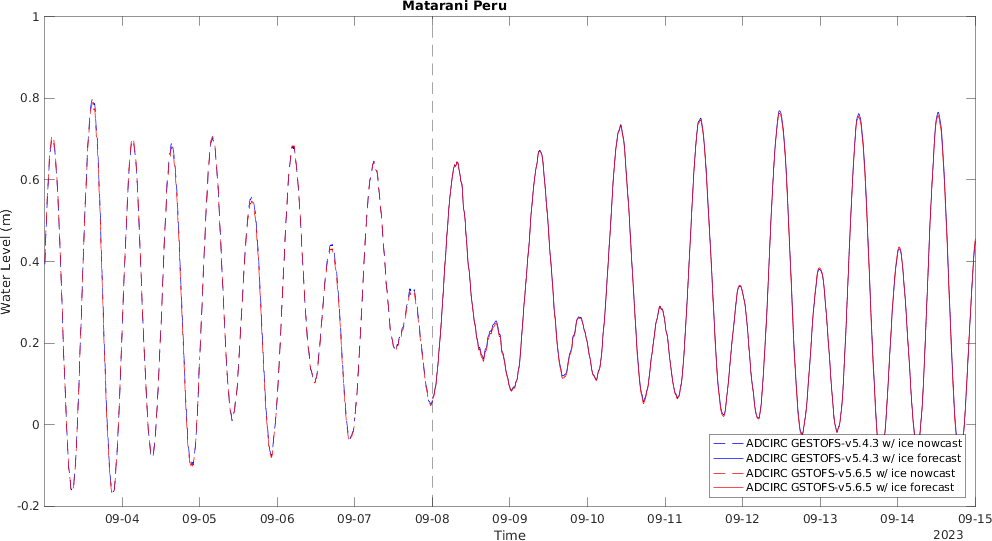 Matarani Peru
1
0.8
0.6
0.4
0.2
0
-0.2
Water Level (m)
ADCIRC GESTOFS-v5.4.3 w/ ice nowcast
ADCIRC GESTOFS-v5.4.3 w/ ice forecast
ADCIRC GSTOFS-v5.6.5 w/ ice nowcast
ADCIRC GSTOFS-v5.6.5 w/ ice forecast
09-04 09-05 09-06 09-07 09-08 09-09 09-10 09-11 09-12 09-13 09-14 09-15
Time
2023